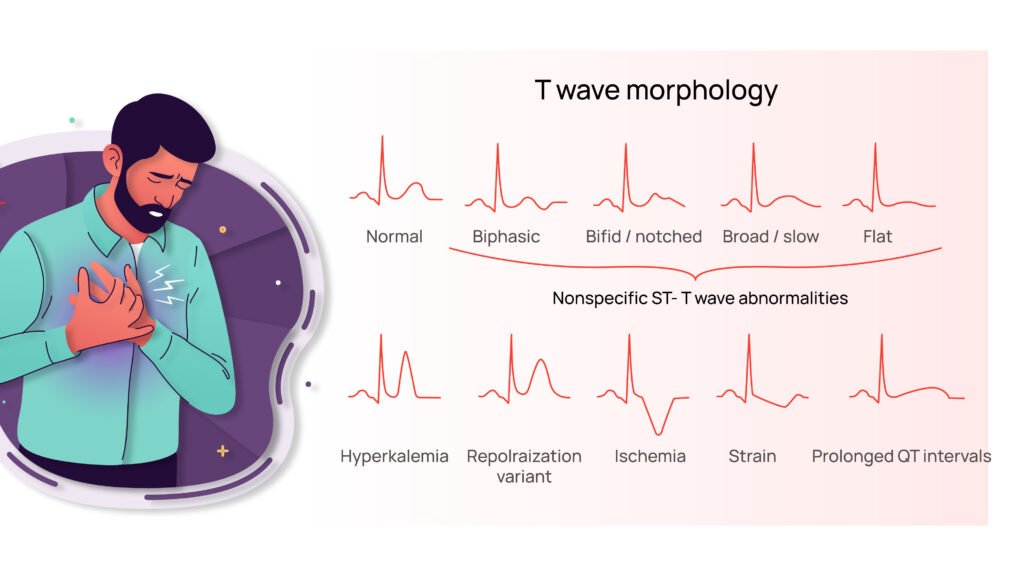 T wave morphology
Normal
Biphasic
Bifid / notched
Broad / slow
Flat
Nonspecific ST- T wave abnormalities
Hyperkalemia
Repolraization
variant
Ischemia
Strain
Prolonged QT intervals